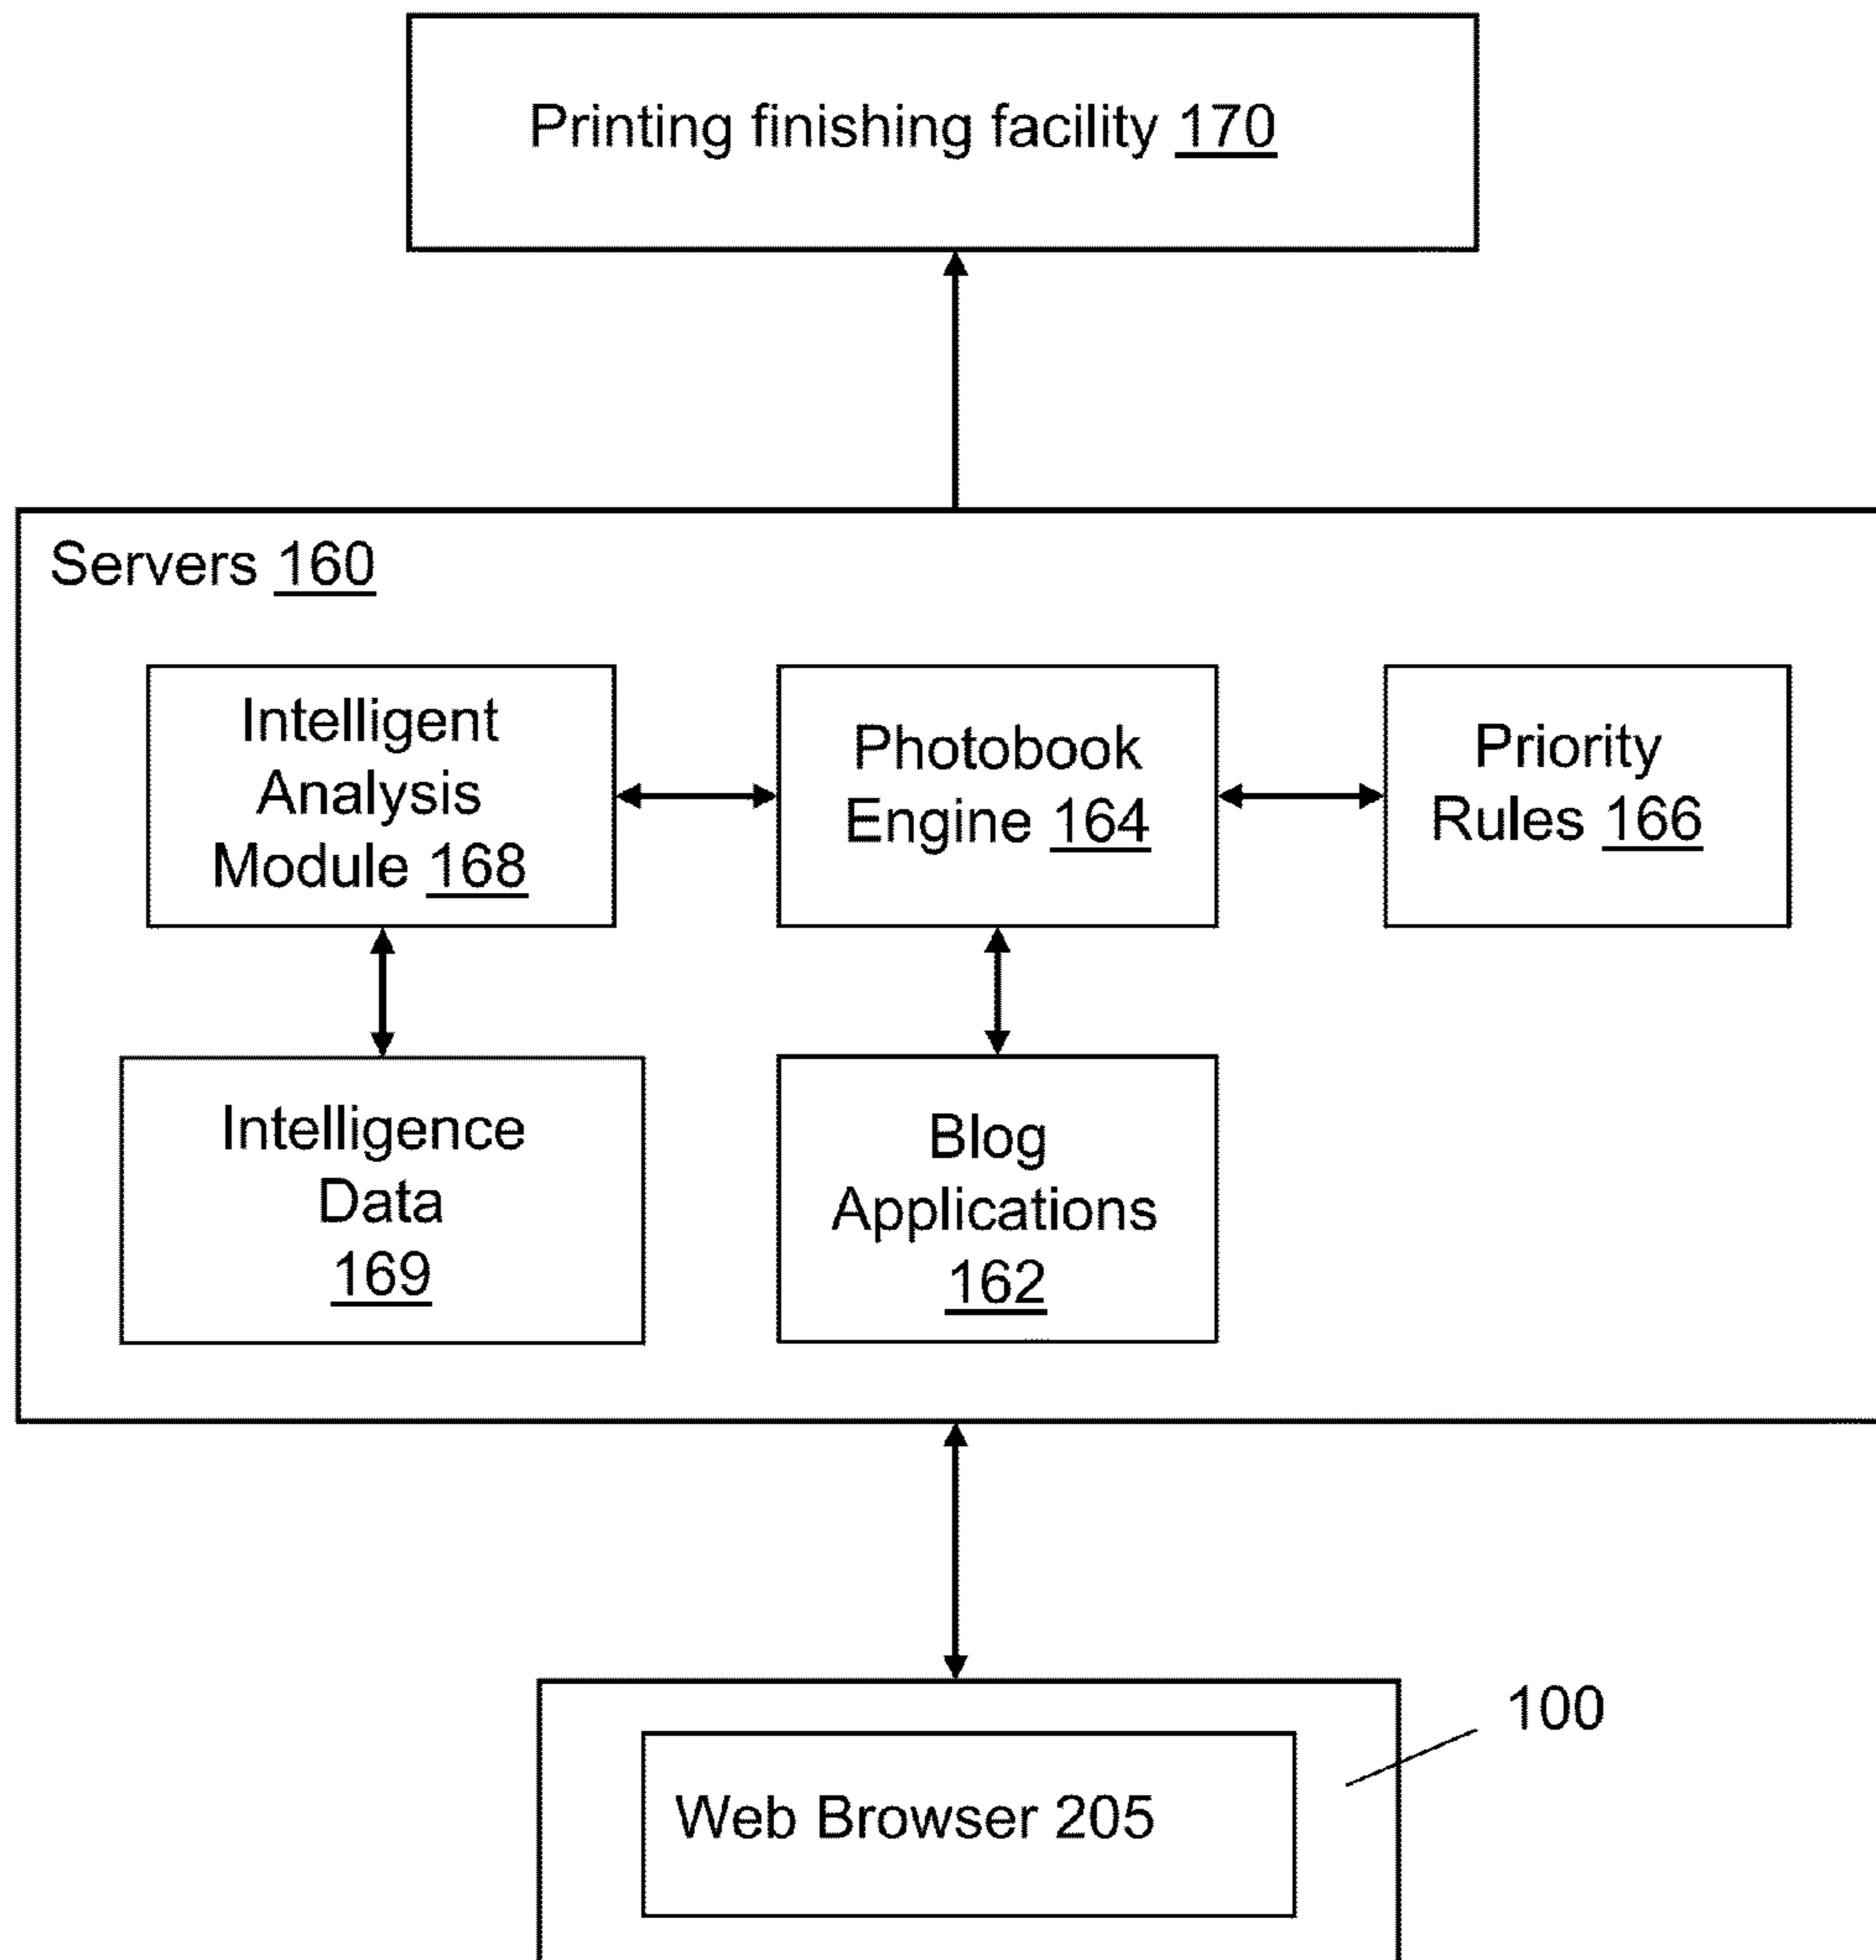 Printing finishing facility 170
Servers 160
Intelligent
Analysis
Module 168
Photobook
Engine 164
Priority
Rules 166
Intelligence
Data
169
Blog
Applications
162
100
Web Browser 205